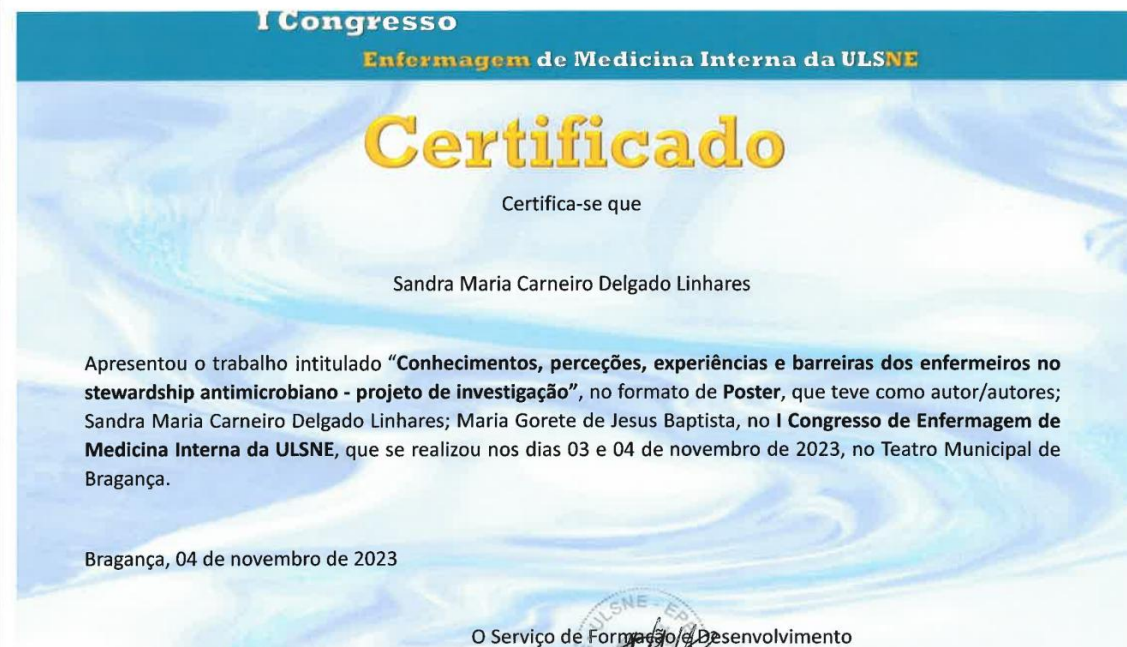 I Congresso
Enfermagem de Medicina Interna da ULSNE
Certificado
Certifica-se que
Sandra Maria Carneiro Delgado Linhares
Apresentou o trabalho intitulado “Conhecimentos, perceções, experiências e barreiras dos enfermeiros no
stewardship antimicrobiano - projeto de investigação”, no formato de Poster, que teve como autor/autores;
Sandra Maria Carneiro Delgado Linhares; Maria Gorete de Jesus Baptista, no I Congresso de Enfermagem de
Medicina Interna da ULSNE, que se realizou nos dias 03 e 04 de novembro de 2023, no Teatro Municipal de
Bragança.
Bragança, 04 de novembro de 2023
ULSNE - EP
O Serviço de Formação e Desenvolvimento